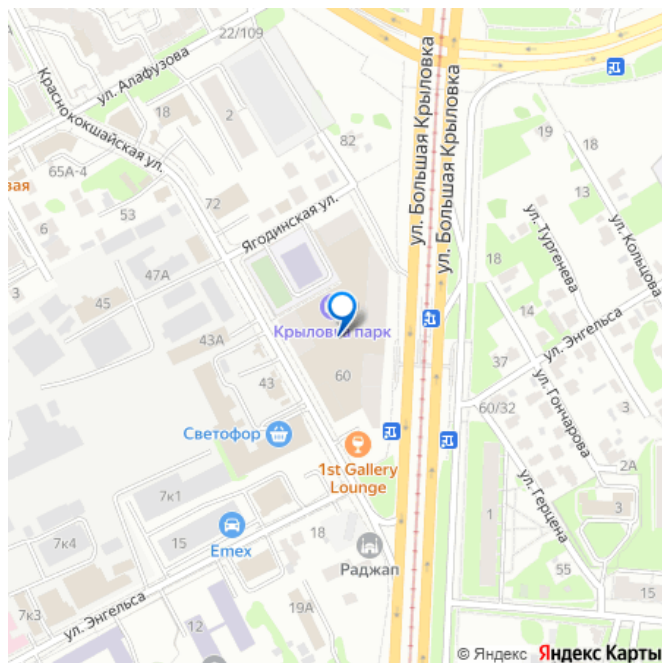 22/109
ул. Алафузова
ул. Большая Крыловка
ул. Большая Крыловка
Краснококшайская ул.
18
2
82
19
18
65А-4
вая
72
13
53
6
Ягодинская ул.
ул. Тургенева
ул. Кольцова
47А
18
3
45
14
Крыловка парк
ул. Энгельса
43А
37
60
43
60/32
ул. Гончарова
3
Светофор
1st Gallery
Lounge
2А
7к1
ул. Герцена
1
3
Emex
18
7к4
15
Раджап
55
15
7к3
19А
ул. Энгельса
12
© Яндекс Яндекс Карты